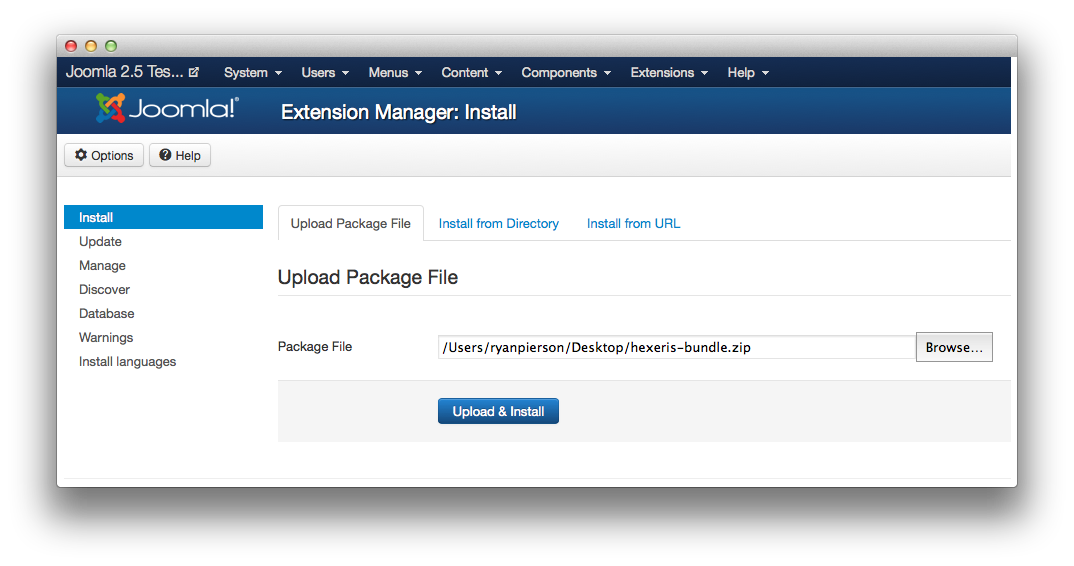 Joomla 2.5 Tes... System Users Menus Content Components Extensions Help
Joomla!® Extension Manager: Install
Options Help
Install
Update
Manage
Discover
Database
Warnings
Install languages
Upload Package File Install from Directory Install from URL
Upload Package File
Package File /Users/ryanpierson/Desktop/hexeris-bundle.zip Browse...
Upload & Install